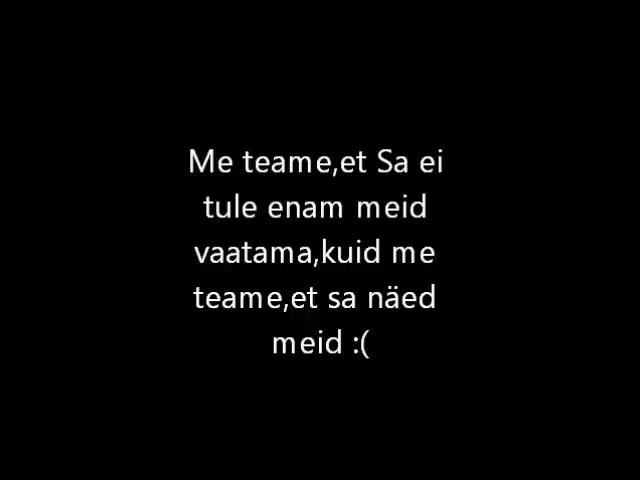 Me teame,et Sa ei
tule enam meid
vaatama,kuid me
teame,et sa näed
meid :(